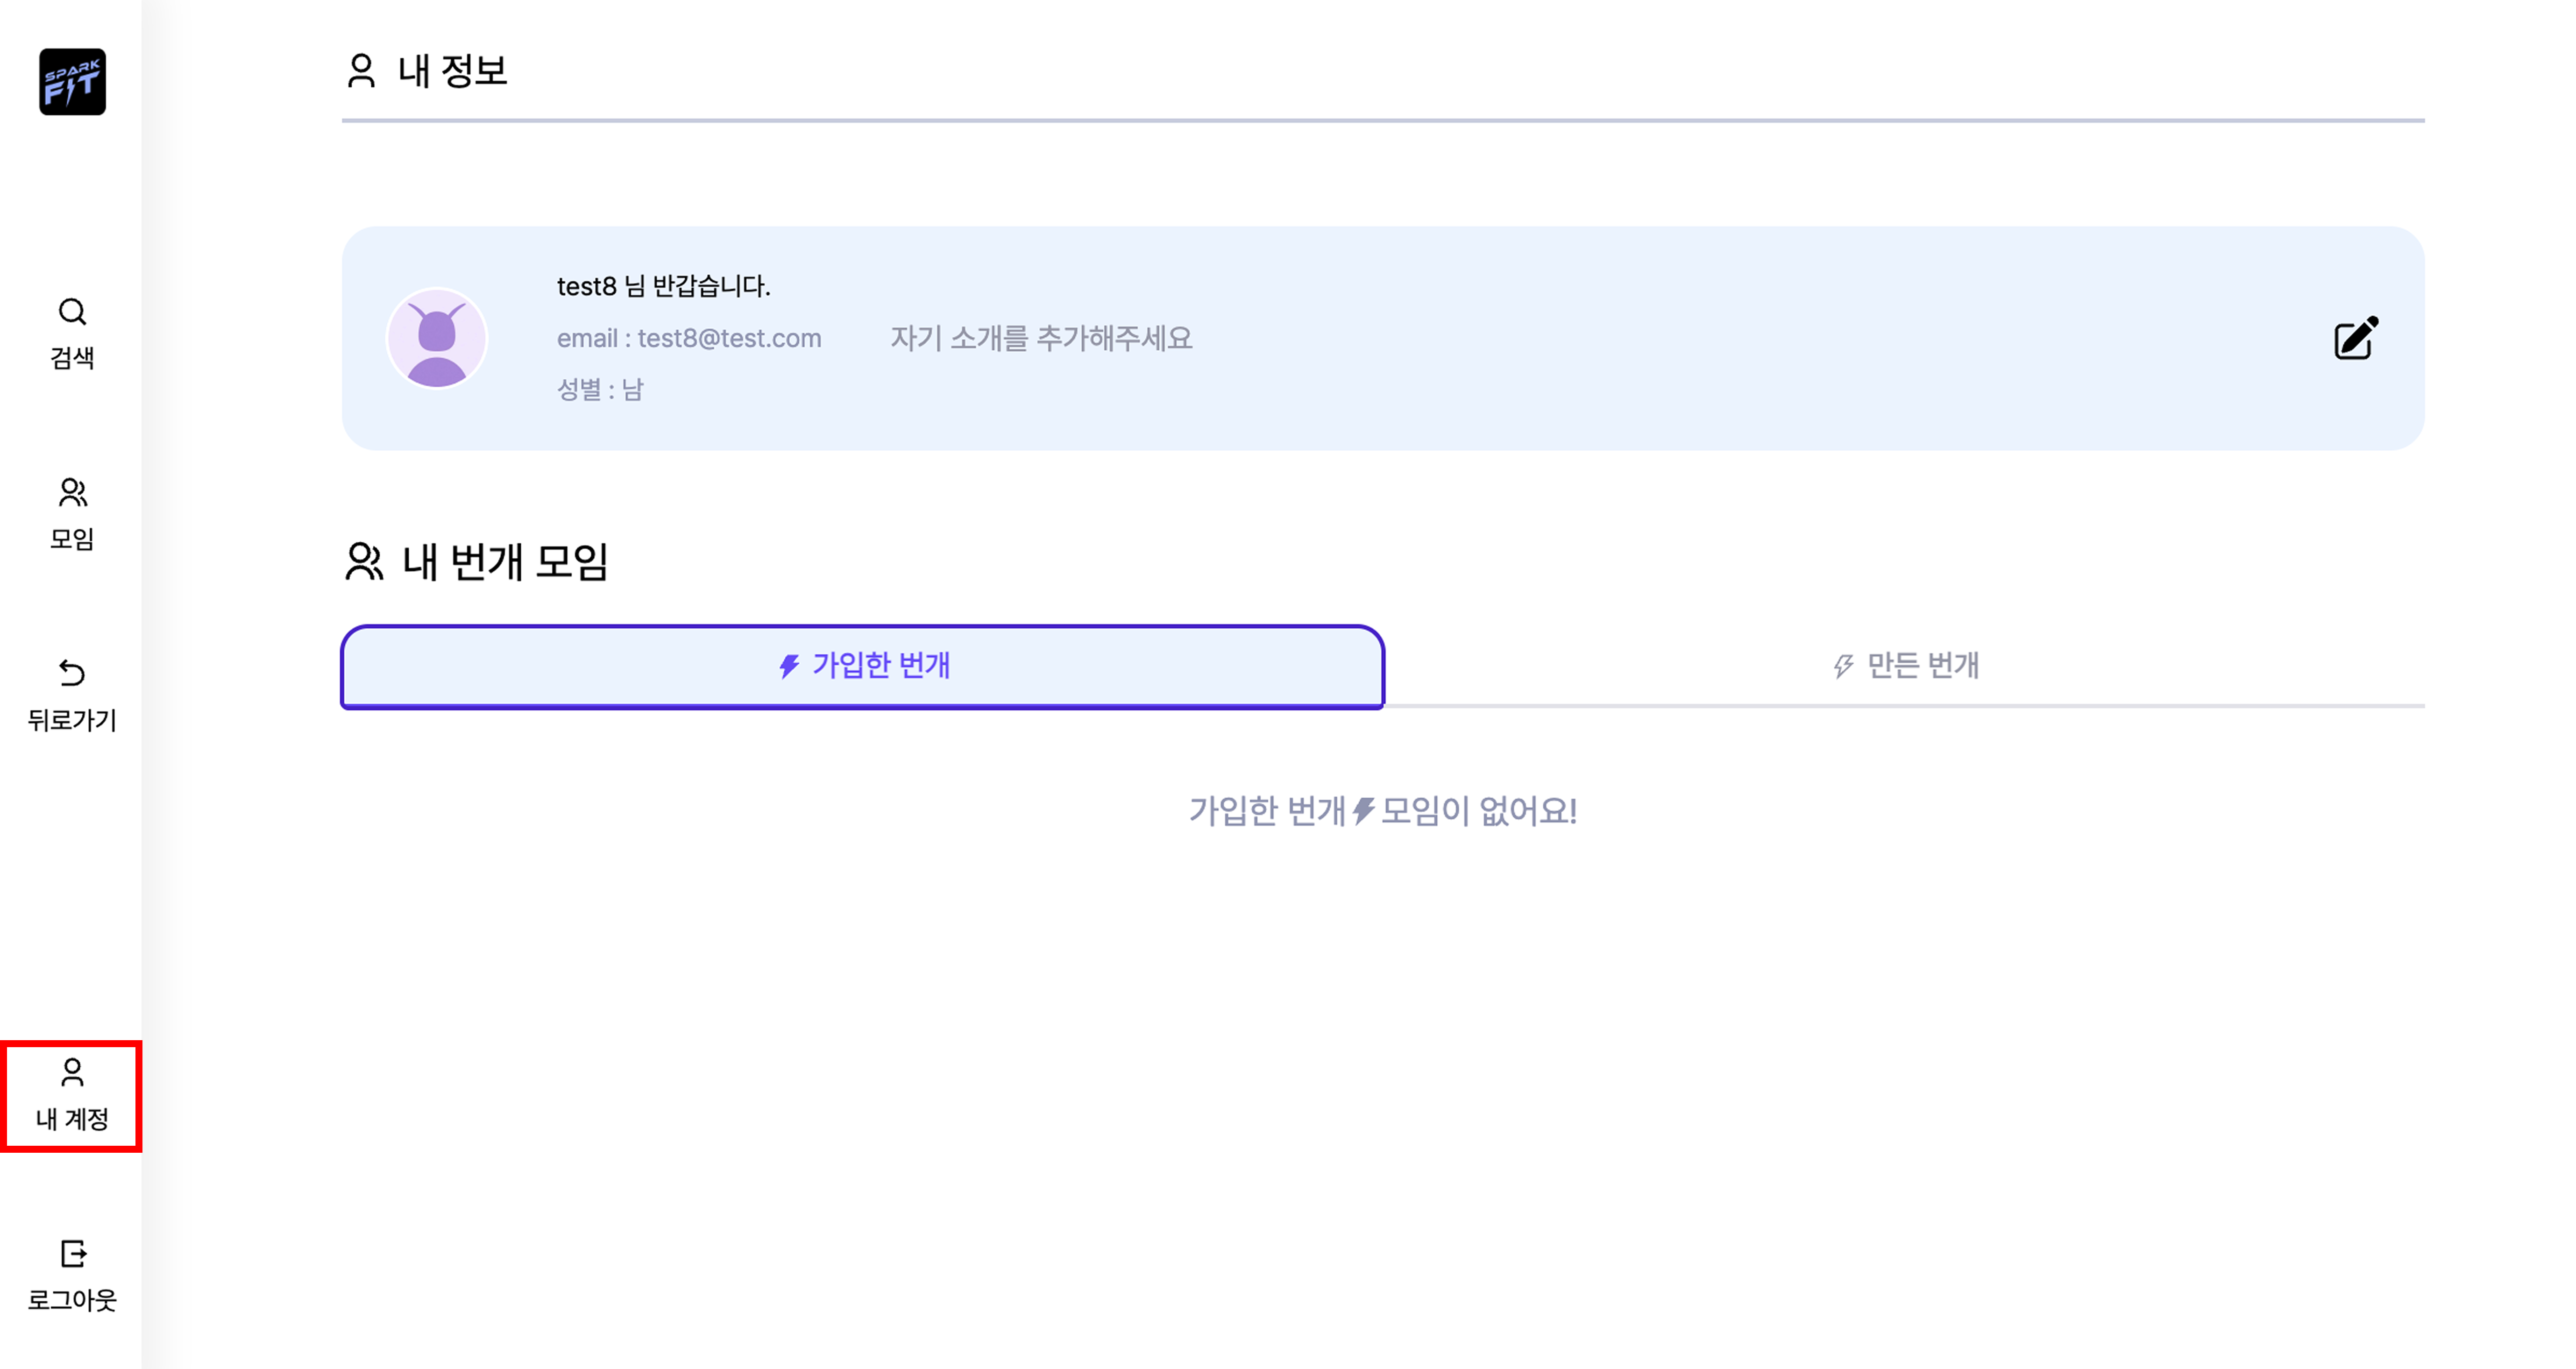 SPARK
FIT
검색
모임
뒤로가기
내 계정
로그아웃
내 정보
test8 님 반갑습니다.
email : test8@test.com
성별 : 남
자기 소개를 추가해주세요
내 번개 모임
가입한 번개
만든 번개
가입한 번개⚡모임이 없어요!